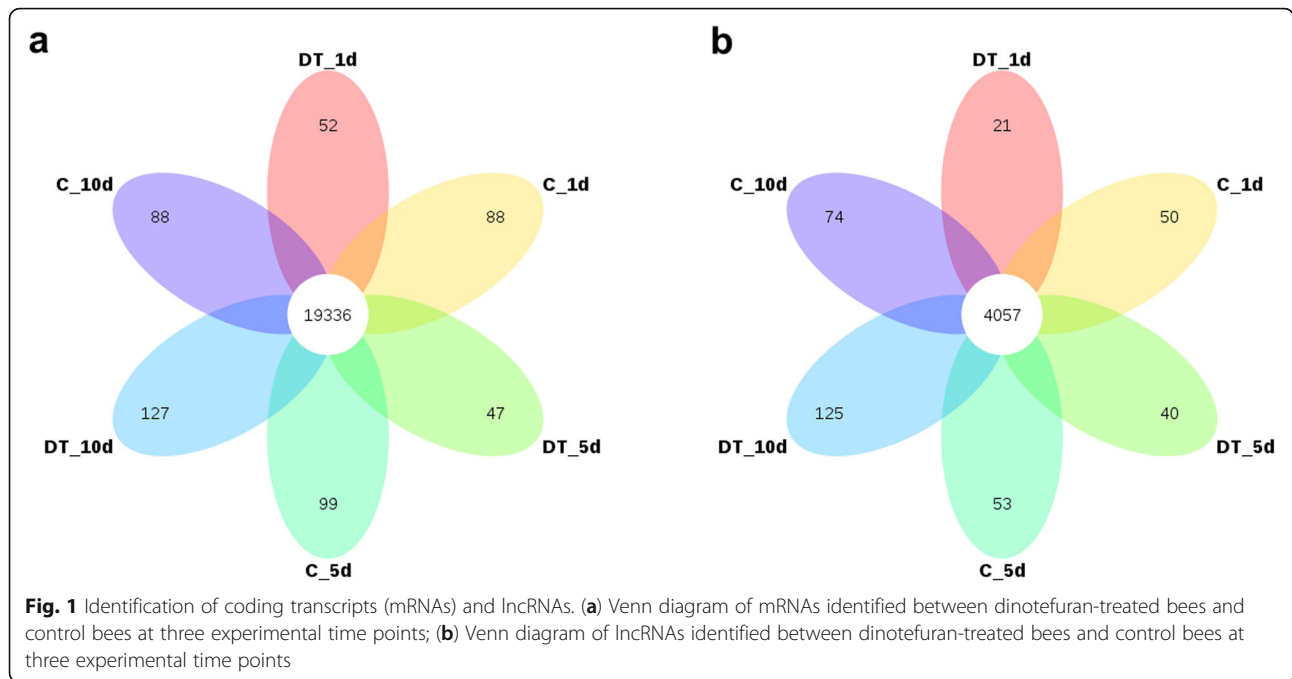 a
DT_1d
52
C_10d
C_1d
88
88
19336
127
47
DT_10d
DT_5d
99
C_5d
b
DT_1d
21
C_10d
C_1d
74
50
4057
125
40
DT_10d
DT_5d
53
C_5d
Fig. 1 Identification of coding transcripts (mRNAs) and lncRNAs. (a) Venn diagram of mRNAs identified between dinotefuran-treated bees and
control bees at three experimental time points; (b) Venn diagram of lncRNAs identified between dinotefuran-treated bees and control bees at
three experimental time points